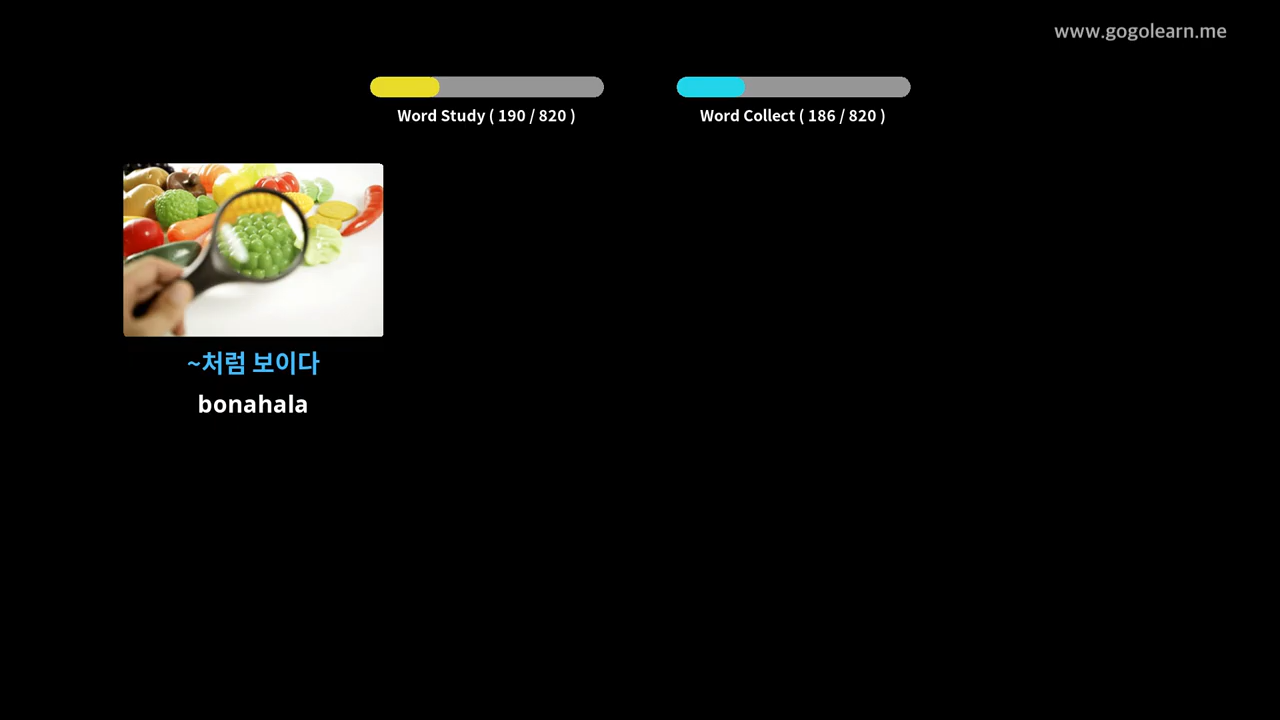 www.gogolearn.me
Word Study ( 190 / 820 )
Word Collect ( 186 / 820 )
~처럼 보이다
bonahala